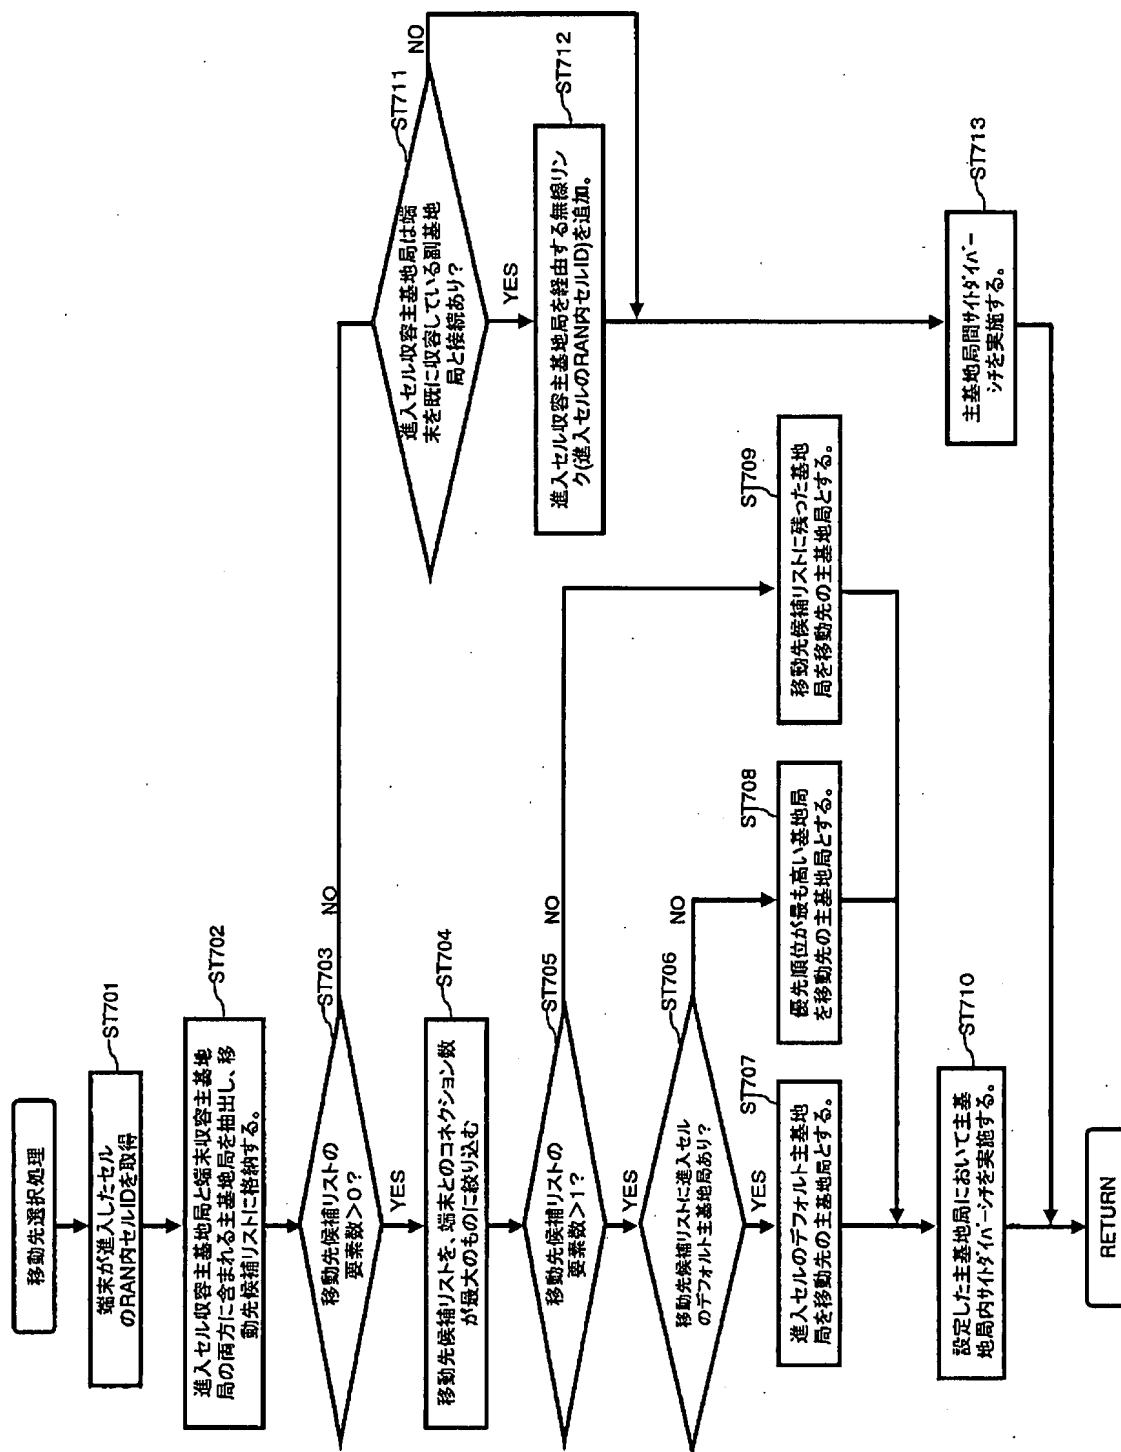 移動先選択処理
ST701
端末が進入したセル
のRAN内セルIDを取得
ST702
進入セル収容主基地局と端末収容主基地
局の両方に含まれる主基地局を抽出し、移
動先候補リストに格納する。
ST703
移動先候補リストの
要素数>0?
NO
YES
ST704
移動先候補リストを、端末とのコネクション数
が最大のものに絞り込む
ST705
移動先候補リストの
要素数>1?
NO
YES
ST706
移動先候補リストに進入セル
のデフォルト主基地局あり?
NO
YES
ST707
進入セルのデフォルト主基地
局を移動先の主基地局とする。
ST708
優先順位が最も高い基地局
を移動先の主基地局とする。
ST709
移動先候補リストに残った基地
局を移動先の主基地局とする。
ST710
設定した主基地局において主基
地局内サイトダイバーシチを実施する。
ST711
進入セル収容主基地局は端
末を既に収容している副基地
局と接続あり?
NO
YES
ST712
進入セル収容主基地局を経由する無線リン
ク(進入セルのRAN内セルID)を追加。
ST713
主基地局間サイトダイバー
シチを実施する。
RETURN